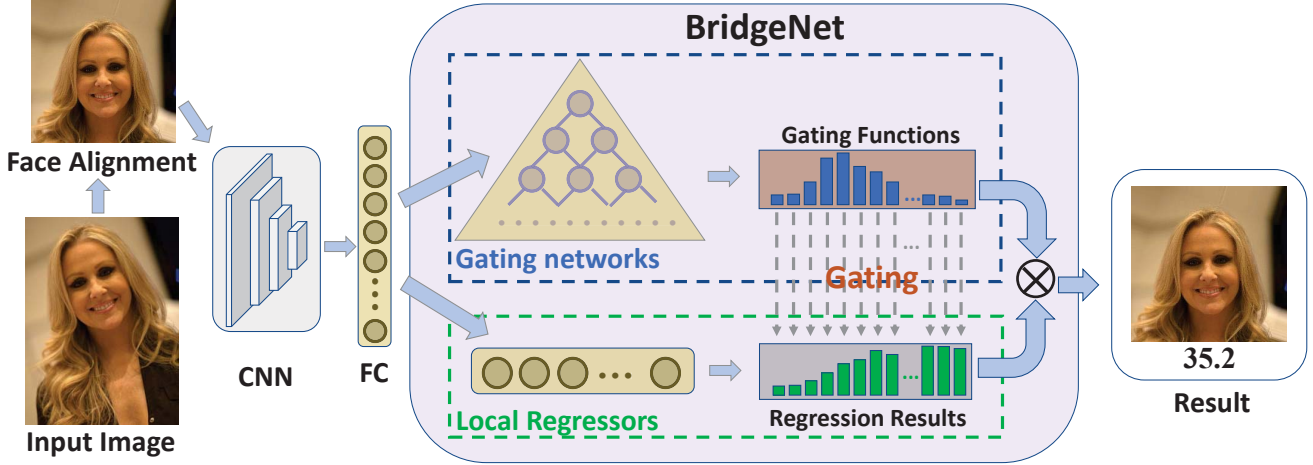 BridgeNet
Face Alignment
Input Image
CNN
FC
Gating networks
Gating Functions
...
Gating
...
Local Regressors
...
Regression Results
...
35.2
Result